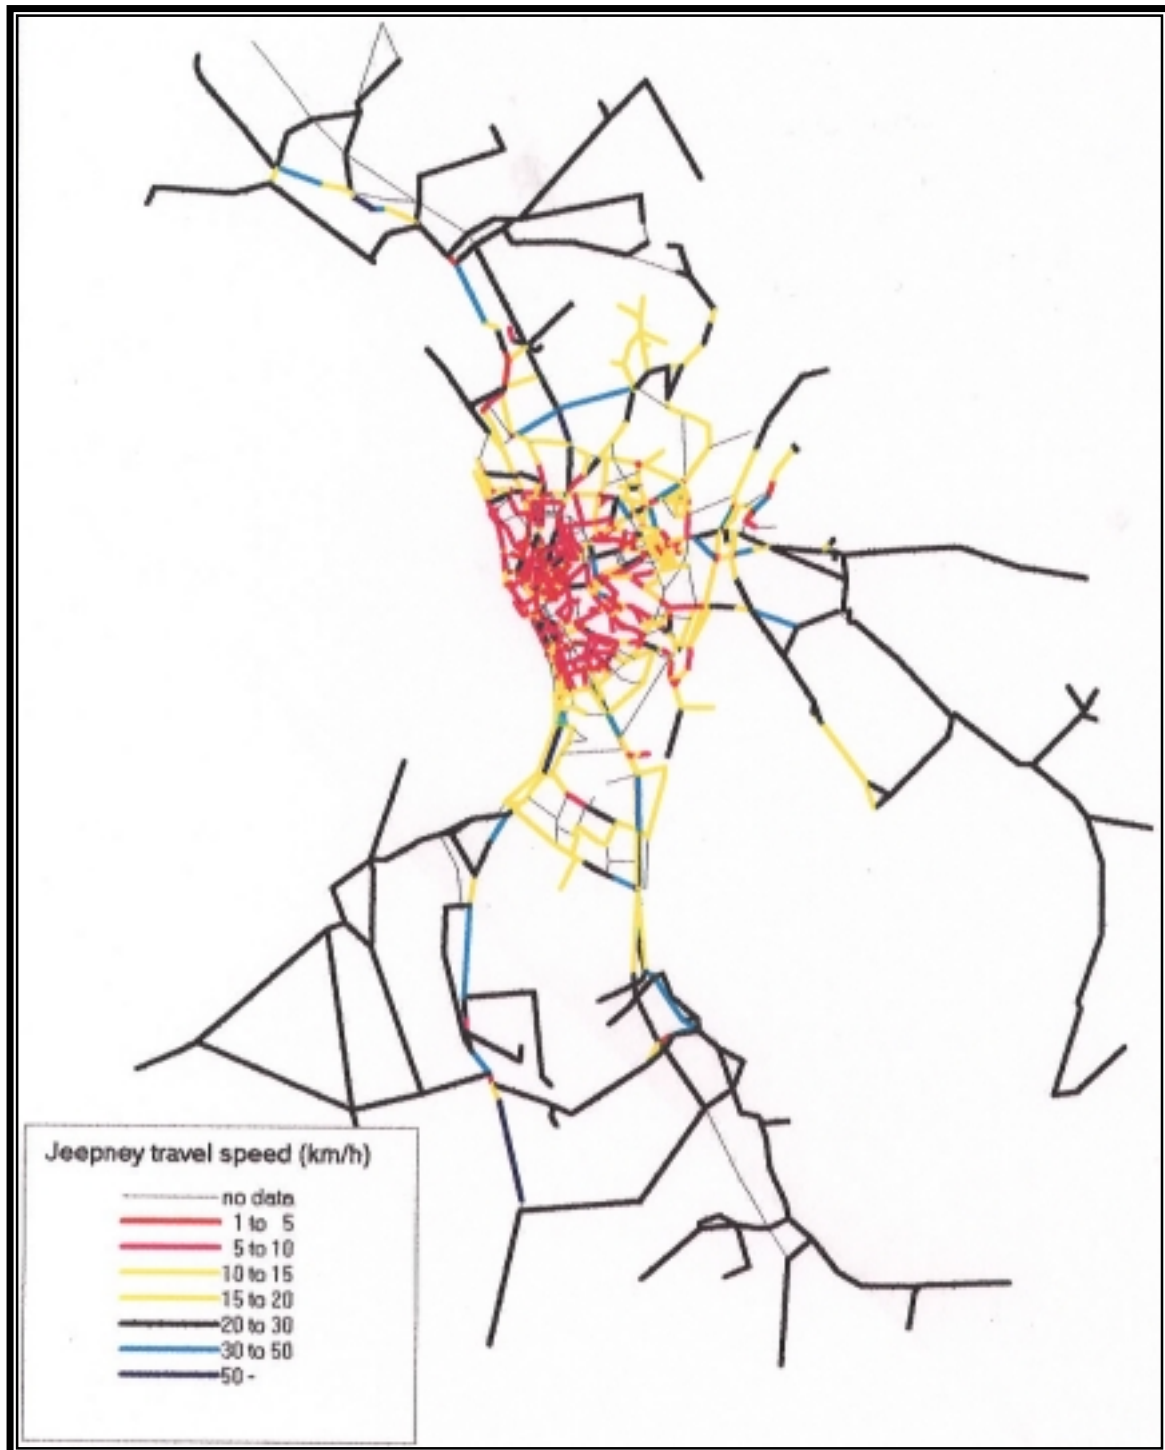 Jeepney travel speed (km/h)
no data
1 to 5
5 to 10
10 to 15
15 to 20
20 to 30
30 to 50
50 -